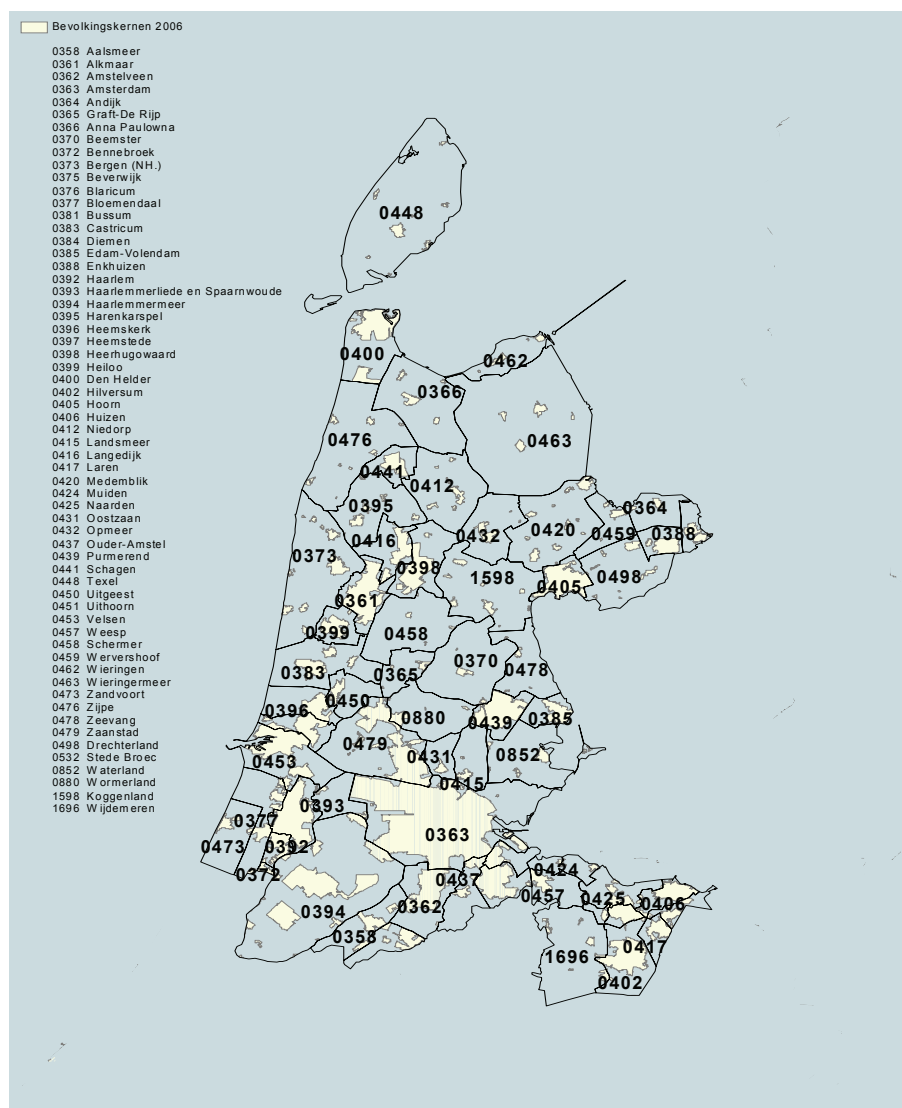 Bevolkingskernen 2006
0358 Aalsmeer
0361 Alkmaar
0362 Amstelveen
0363 Amsterdam
0364 Andijk
0365 Graft-De Rijp
0366 Anna Paulowna
0370 Beemster
0372 Bennebroek
0373 Bergen (NH.)
0375 Beverwijk
0376 Blaricum
0377 Bloemendaal
0381 Bussum
0383 Castricum
0384 Diemen
0385 Edam-Volendam
0388 Enkhuizen
0392 Haarlem
0393 Haarlemmerliede en Spaarnwoude
0394 Haarlemmermeer
0395 Harenkarspel
0396 Heemskerk
0397 Heemstede
0398 Heerhugowaard
0399 Heiloo
0400 Den Helder
0402 Hilversum
0405 Hoorn
0406 Huizen
0412 Niedorp
0415 Landsmeer
0416 Langedijk
0417 Laren
0420 Medemblik
0424 Muiden
0425 Naarden
0431 Oostzaan
0432 Opmeer
0437 Ouder-Amstel
0439 Purmerend
0441 Schagen
0448 Texel
0450 Uitgeest
0451 Uithoorn
0453 Velsen
0457 Weesp
0458 Schermer
0459 Wervershoof
0462 Wieringen
0463 Wieringermeer
0473 Zandvoort
0476 Zijpe
0478 Zeevang
0479 Zaanstad
0498 Drechterland
0532 Stede Broec
0852 Waterland
0880 Wormerland
1598 Koggenland
1696 Wijdemeren
0448
0400
0462
0366
0476
0463
0441
0412
0395
0364
0416
0432
0420
0459
0388
0373
0398
1598
0405
0498
0361
0399
0458
0383
0365
0370
0478
0396
0450
0880
0439
0385
0479
0453
0431
0852
0415
0393
0377
0363
0473
0392
0372
0424
0437
0457
0425
0406
0394
0362
0358
0417
1696
0402